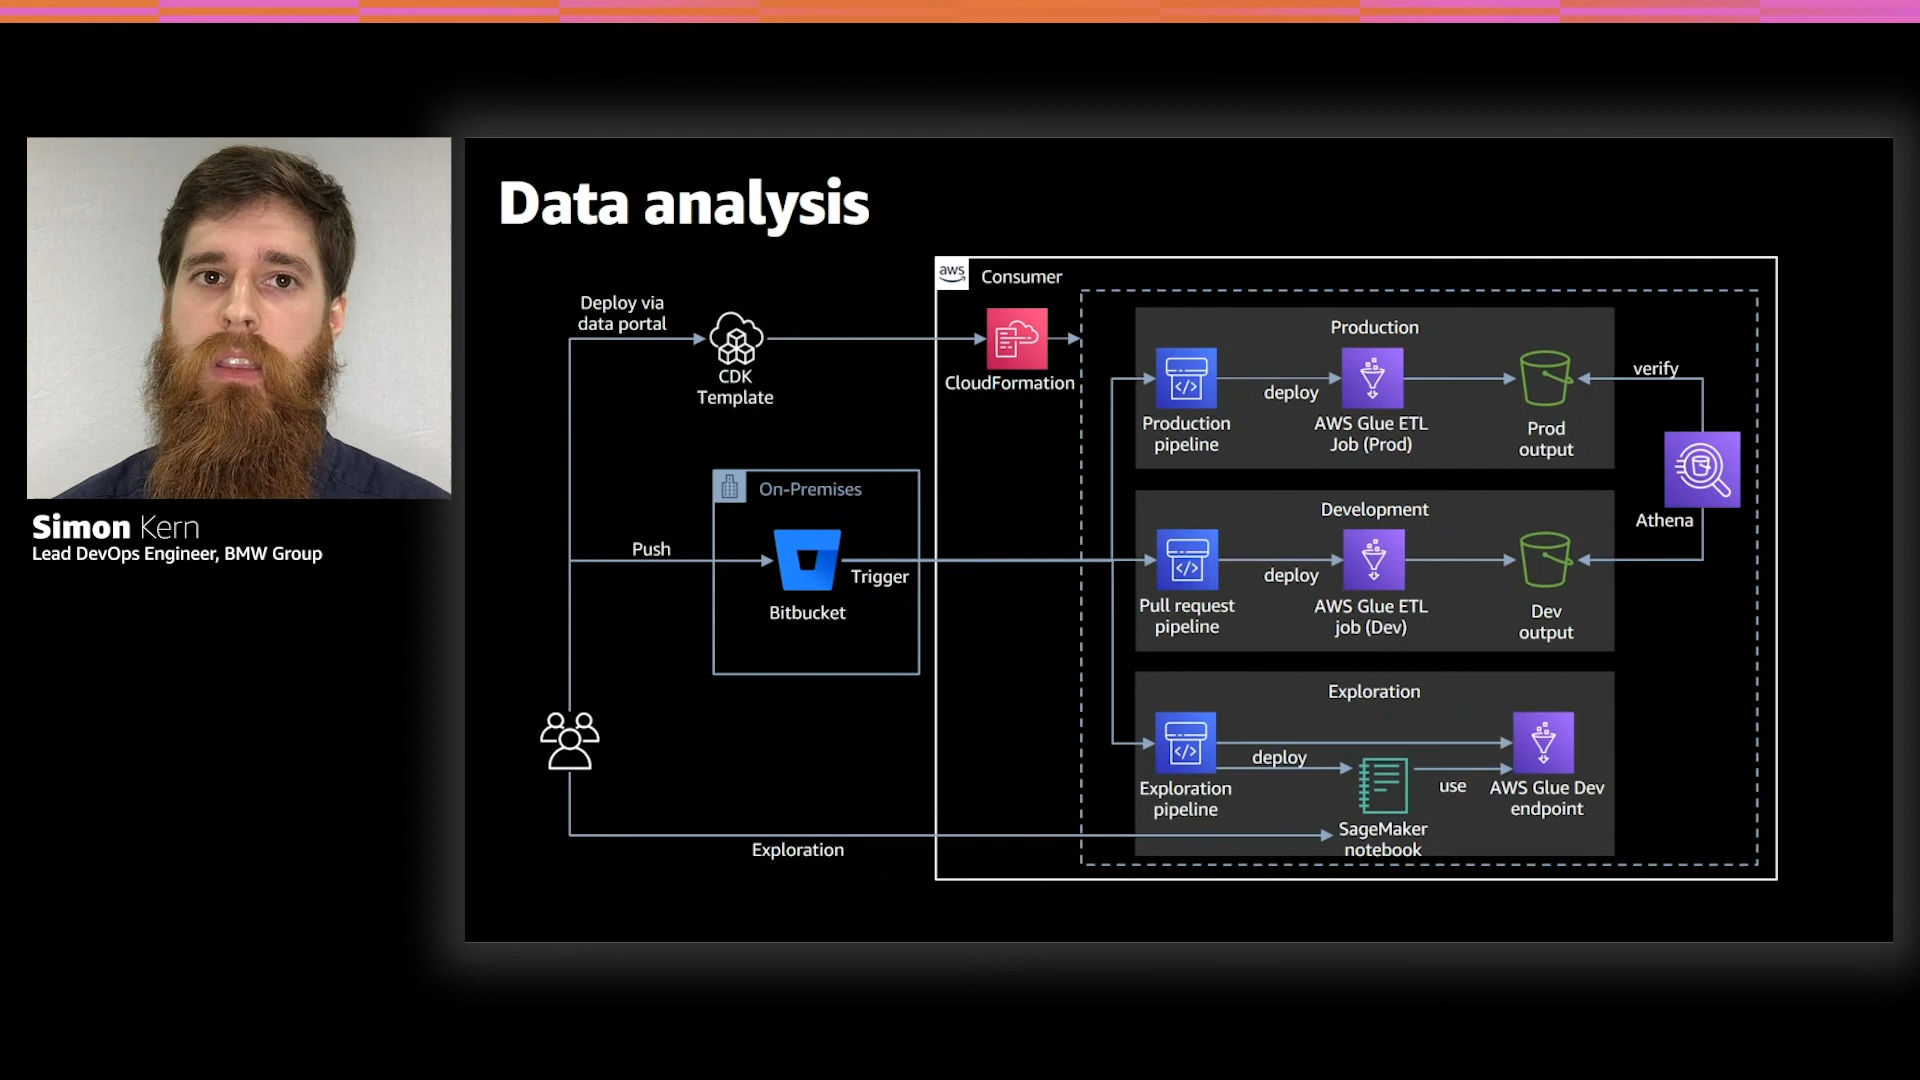 Simon Kern
Lead DevOps Engineer, BMW Group
Data analysis
Deploy via
data portal
CDK
Template
aws
Consumer
CloudFormation
On-Premises
Push
Bitbucket
Trigger
Production
Production
pipeline
deploy
AWS Glue ETL
Job (Prod)
Prod
output
verify
Athena
Development
Pull request
pipeline
deploy
AWS Glue ETL
job (Dev)
Dev
output
Exploration
Exploration
pipeline
deploy
SageMaker
notebook
use
AWS Glue Dev
endpoint
Exploration